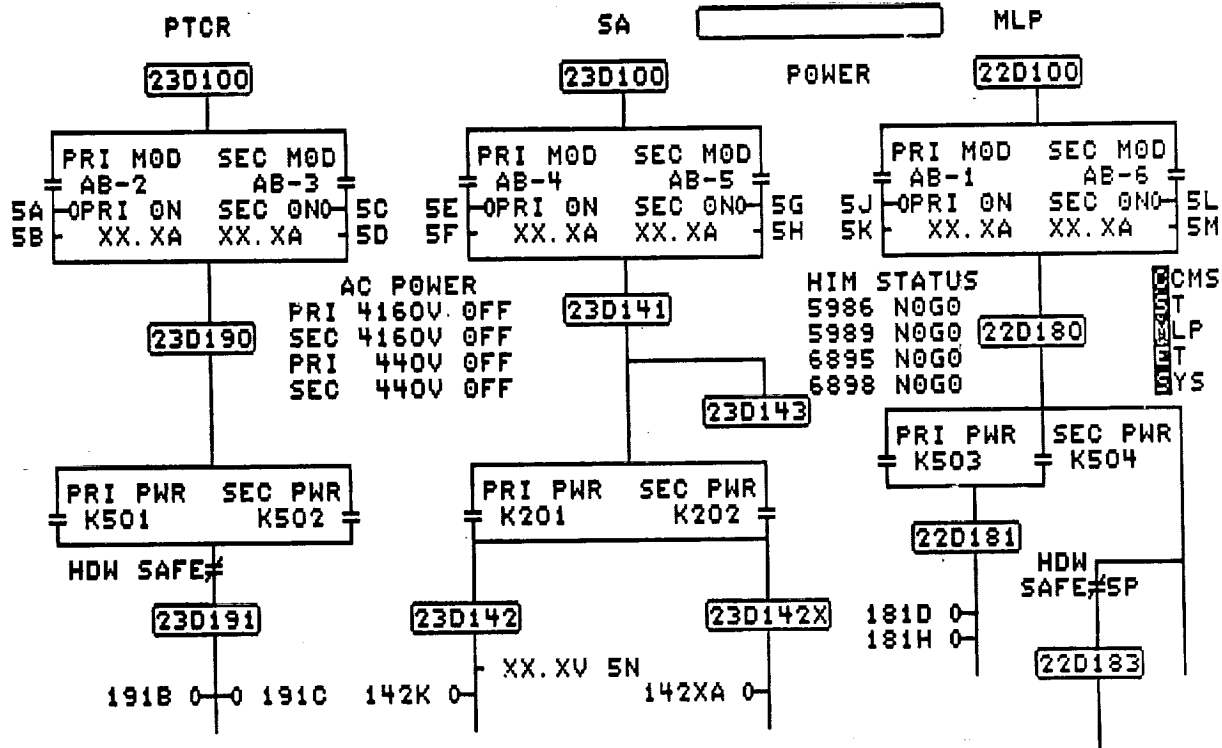 PTCR
SA
MLP
POWER
23D100
23D100
22D100
PRI MOD SEC MOD
AB-2 AB-3
5A PRI ON SEC ON 5C
5B XX.XA XX.XA 5D
PRI MOD SEC MOD
AB-4 AB-5
5E PRI ON SEC ON 5G
5F XX.XA XX.XA 5H
PRI MOD SEC MOD
AB-1 AB-6
5J PRI ON SEC ON 5L
5K XX.XA XX.XA 5M
AC POWER
PRI 4160V OFF
SEC 4160V OFF
PRI 440V OFF
SEC 440V OFF
23D190
23D141
23D143
HIM STATUS
5986 NOGO
5989 NOGO
6895 NOGO
6898 NOGO
22D180
CCMS
ST
LP
T
SYS
PRI PWR SEC PWR
K501 K502
HDW SAFE
23D191
191B 191C
PRI PWR SEC PWR
K201 K202
23D142
23D142X
XX.XV 5N
142K
142XA
PRI PWR SEC PWR
K503 K504
22D181
181D
181H
HDW
SAFE 5P
22D183